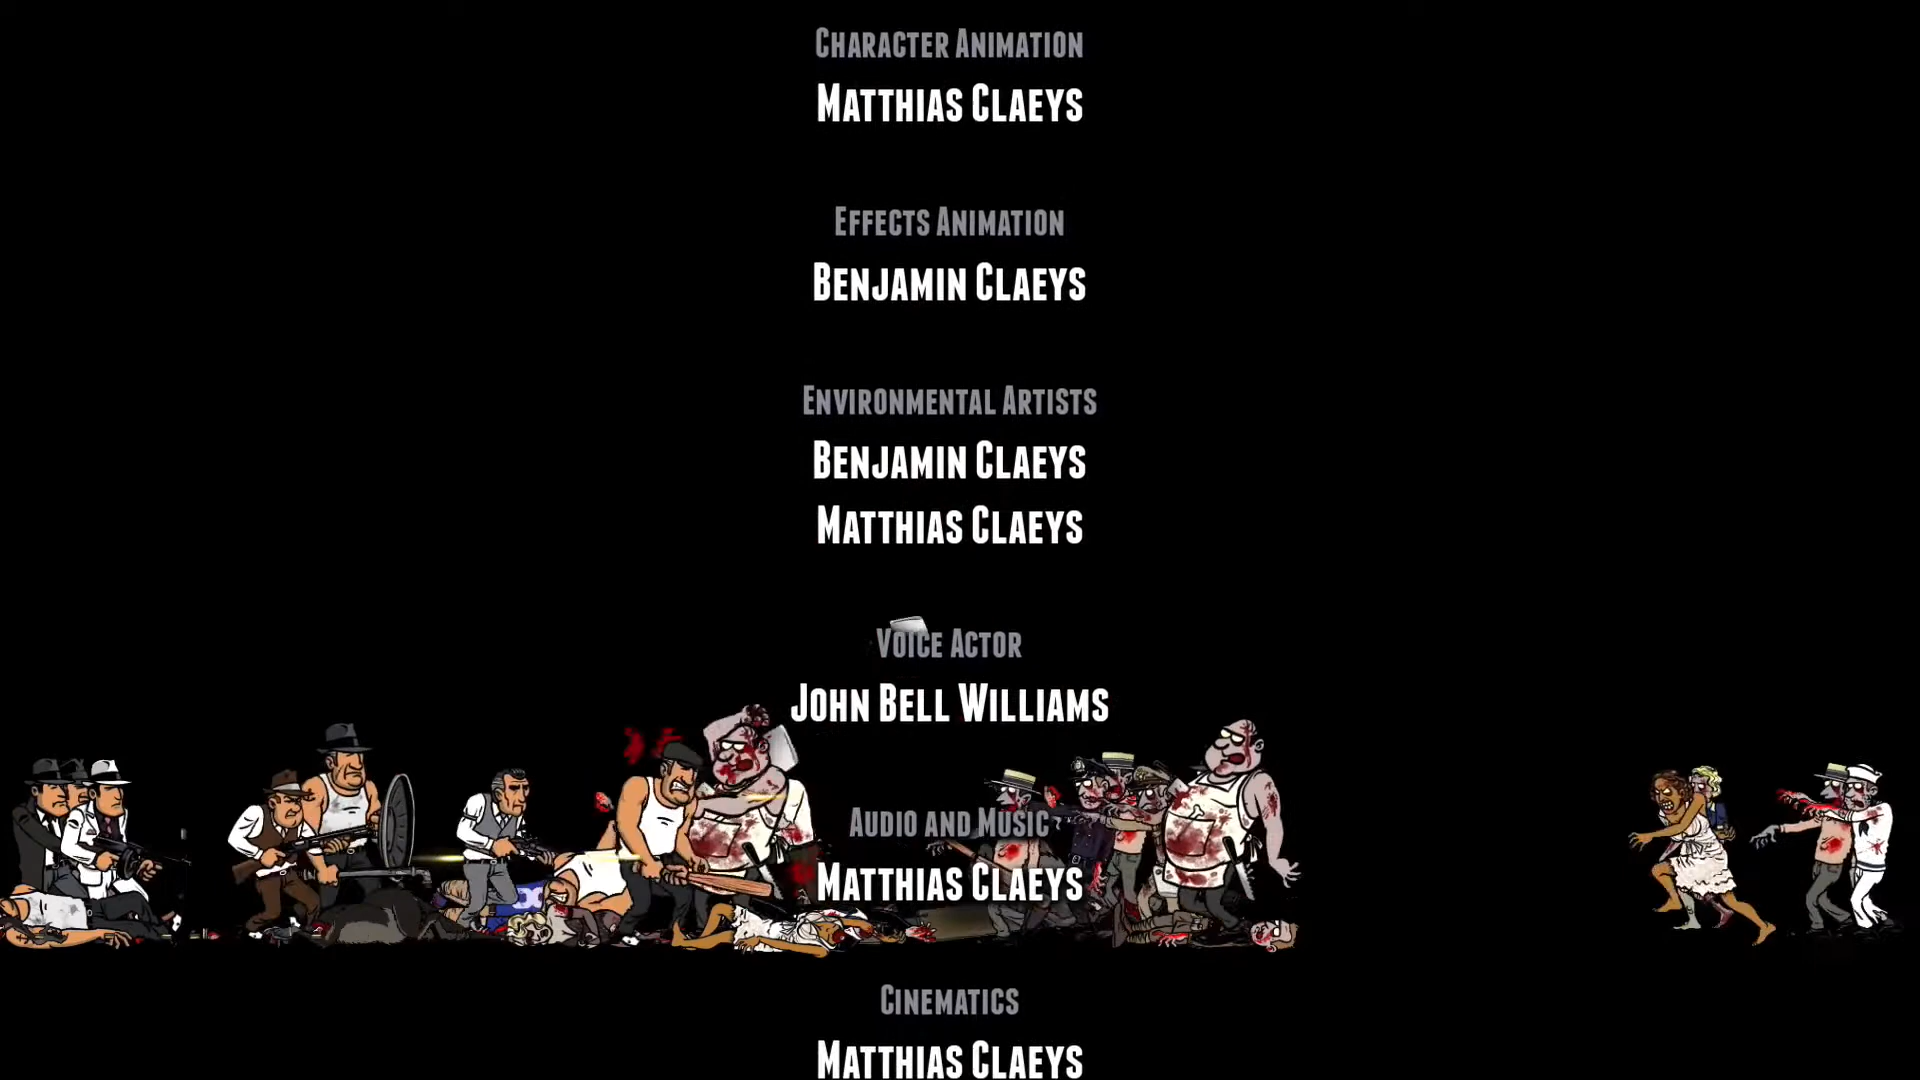 Character Animation
Matthias Claeys
Effects Animation
Benjamin Claeys
Environmental Artists
Benjamin Claeys
Matthias Claeys
Voice Actor
John Bell Williams
Audio and Music
Matthias Claeys
Cinematics
Matthias Claeys